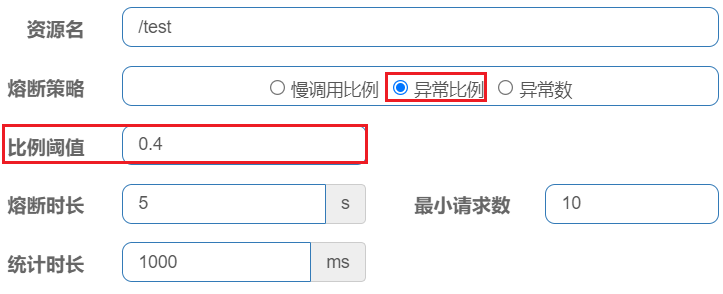 资源名 /test
熔断策略 慢调用比例 异常比例 异常数
比例阈值 0.4
熔断时长 5 s 最小请求数 10
统计时长 1000 ms